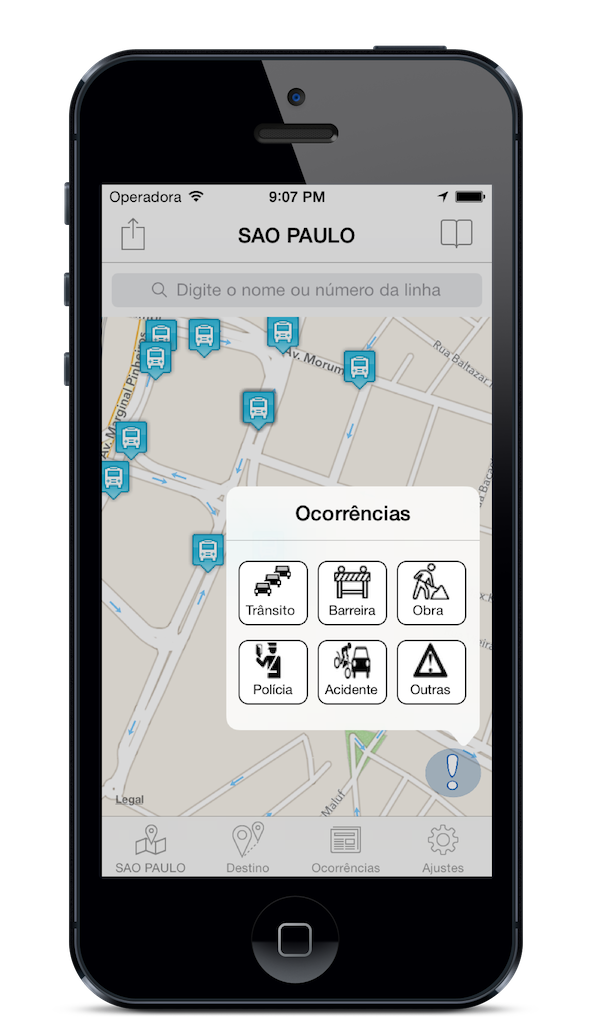 Operadora
9:07 PM
SAO PAULO
Digite o nome ou número da linha
Av. Marginal Pinheiros
Av. Morum
Rua Baltazar
Ocorrências
Trânsito
Barreira
Obra
Polícia
Acidente
Outras
Maluf
Legal
SAO PAULO
Destino
Ocorrências
Ajustes